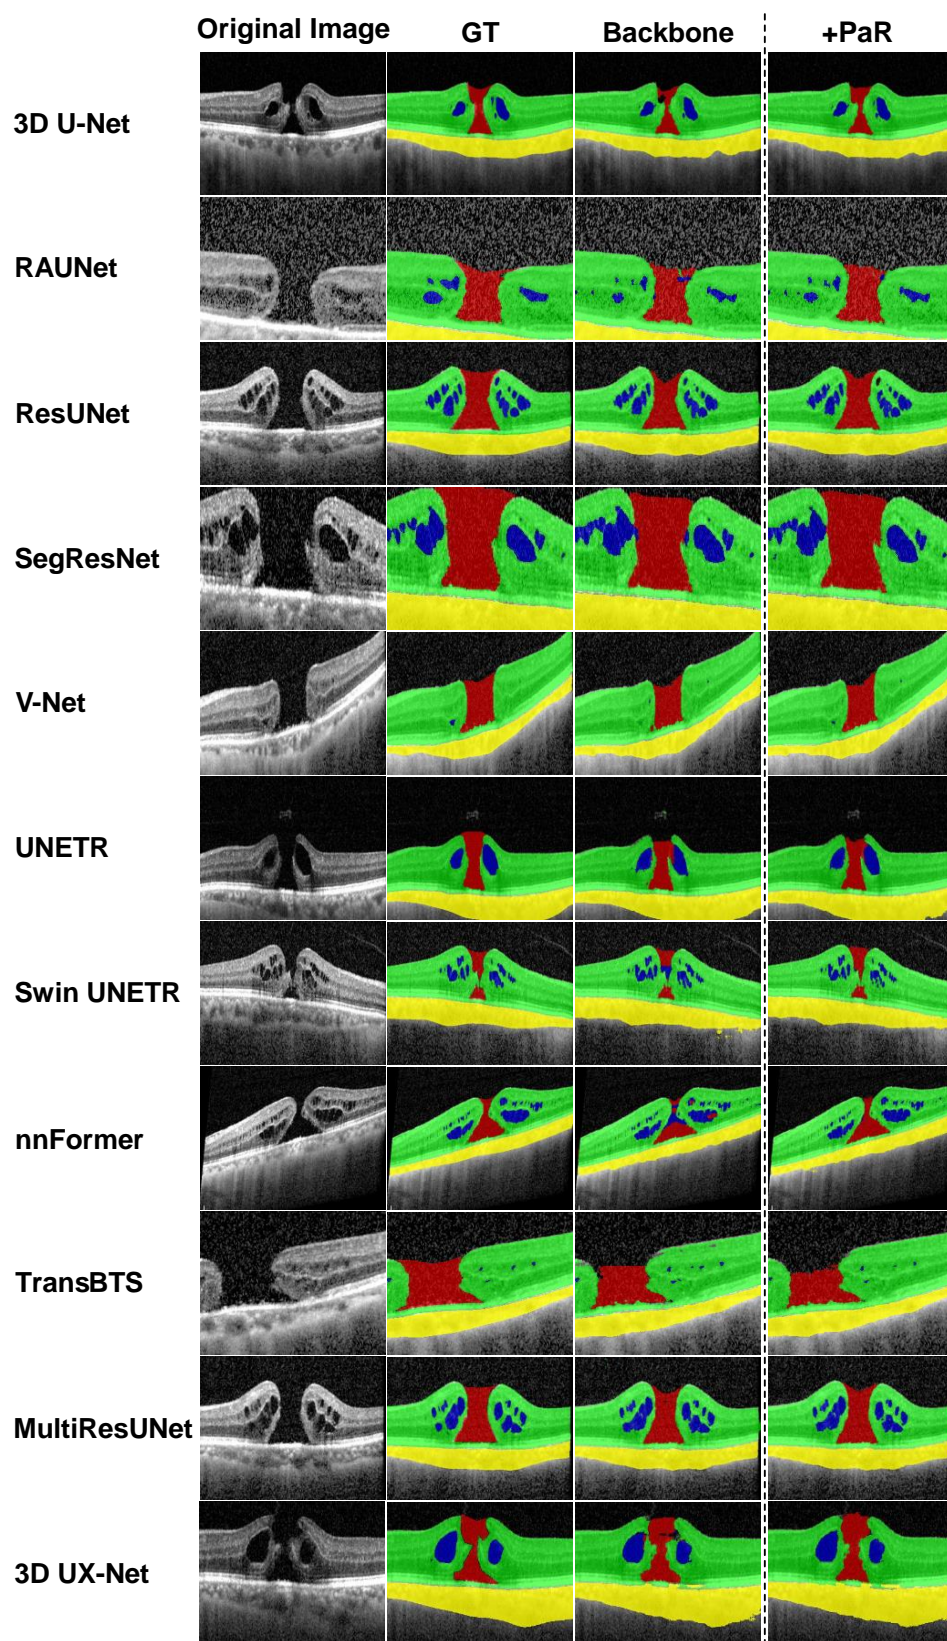 Original Image GT Backbone +PaR
3D U-Net
RAUNet
ResUNet
SegResNet
V-Net
UNETR
Swin UNETR
nnFormer
TransBTS
MultiResUNet
3D UX-Net